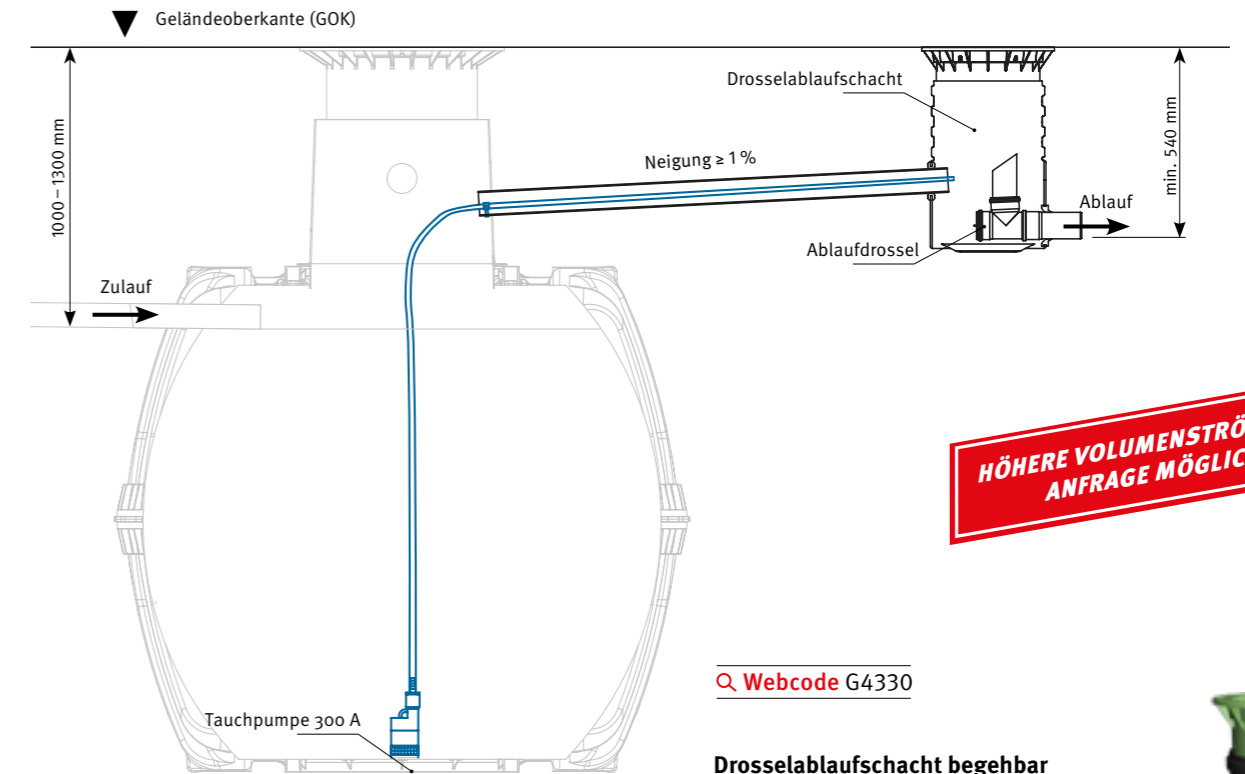 Geländeoberkante (GOK)
1000–1300 mm
Zulauf
Neigung ≥ 1 %
Drosselablaufschacht
min. 540 mm
Ablauf
Ablaufdrossel
HÖHERE VOLUMENSTRÖ
ANFRAGE MÖGLIC
Webcode G4330
Tauchpumpe 300 A
Drosselablaufschacht begehbar